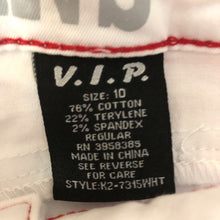 V.I.P.
SIZE: 10
76% COTTON
22% TERYLENE
2% SPANDEX
REGULAR
RN 3958385
MADE IN CHINA
SEE REVERSE
FOR CARE
STYLE:K2-7315WHT